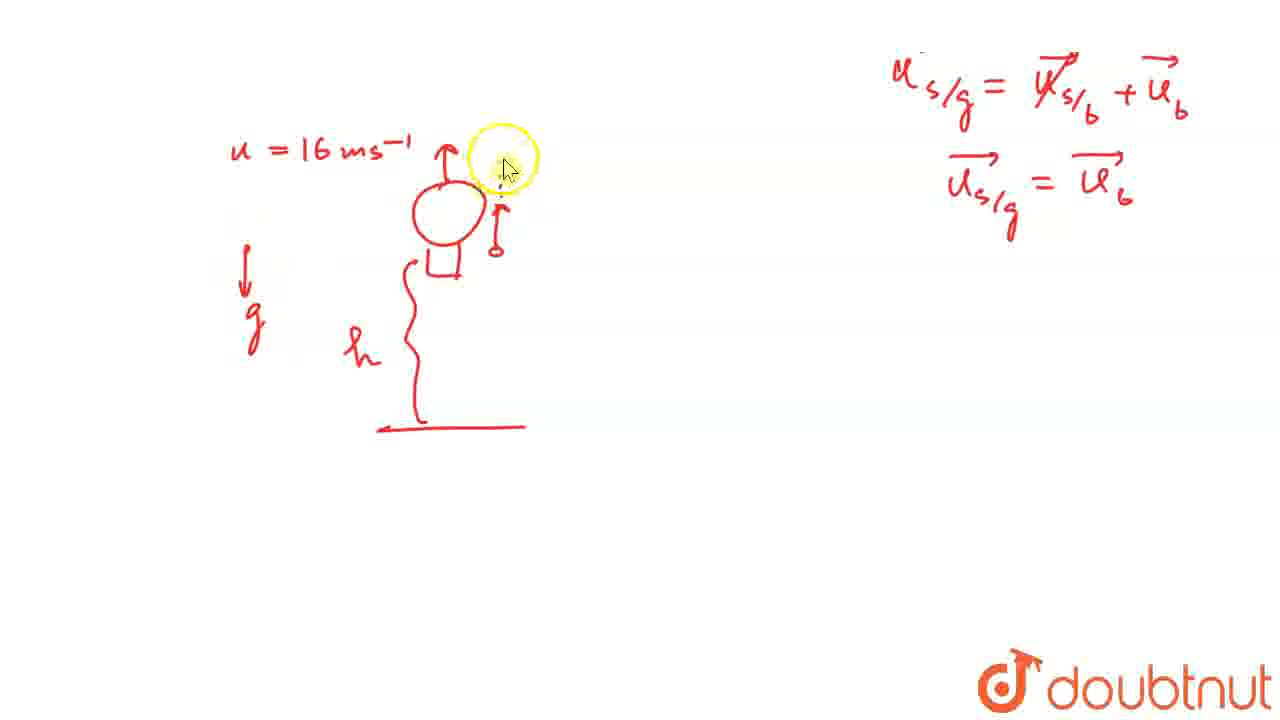 u = 16 ms⁻¹
g
h
u s/g = u s/b + u b
u s/g = u b
doubtnut